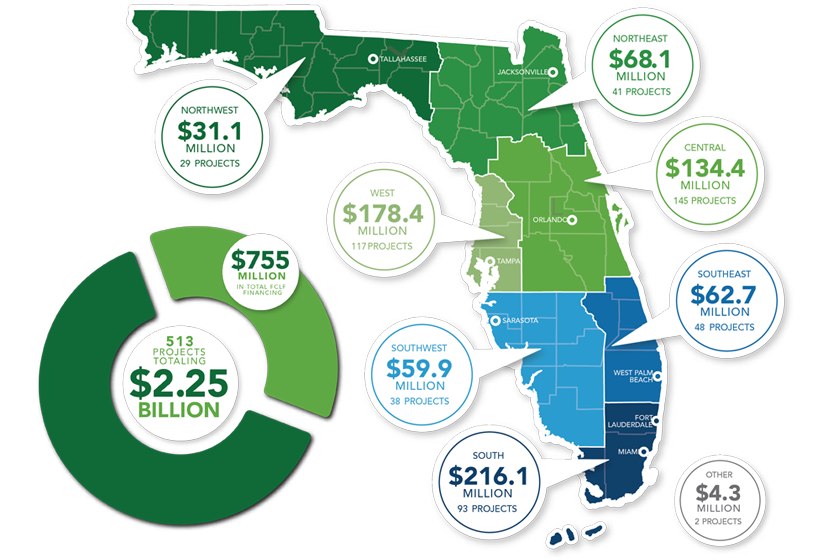 NORTHEAST
$68.1
MILLION
41 PROJECTS
TALLAHASSEE
JACKSONVILLE
NORTHWEST
$31.1
MILLION
29 PROJECTS
CENTRAL
$134.4
MILLION
145 PROJECTS
WEST
$178.4
MILLION
117 PROJECTS
ORLANDO
TAMPA
$755
MILLION
IN TOTAL FCLF
FINANCING
SOUTHEAST
$62.7
MILLION
48 PROJECTS
SARASOTA
513
PROJECTS
TOTALING
$2.25
BILLION
SOUTHWEST
$59.9
MILLION
38 PROJECTS
WEST PALM
BEACH
FORT
LAUDERDALE
MIAMI
SOUTH
$216.1
MILLION
93 PROJECTS
OTHER
$4.3
MILLION
2 PROJECTS